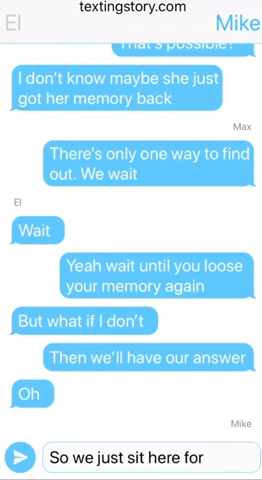 textingstory.com
El
Mike
That's possible?
I don't know maybe she just
got her memory back
Max
There's only one way to find
out. We wait
El
Wait
Yeah wait until you loose
your memory again
But what if I don't
Then we'll have our answer
Oh
Mike
So we just sit here for